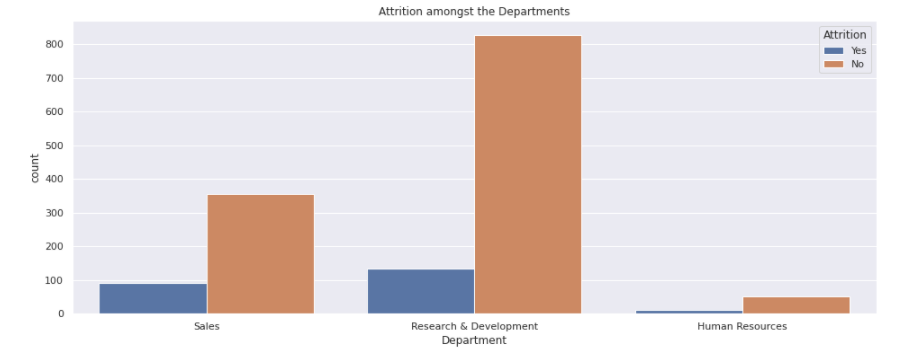 Attrition amongst the Departments
Attrition
Yes
No
800
700
600
500
400
300
200
100
0
count
Sales
Research & Development
Human Resources
Department